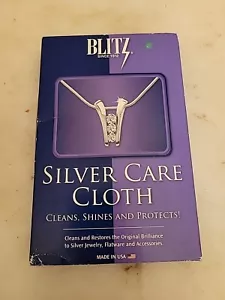 BLITZ
SINCE 1912
SILVER CARE
CLOTH
CLEANS, SHINES AND PROTECTS!
Cleans and Restores the Original Brilliance
to Silver Jewelry, Flatware and Accessories.
MADE IN USA